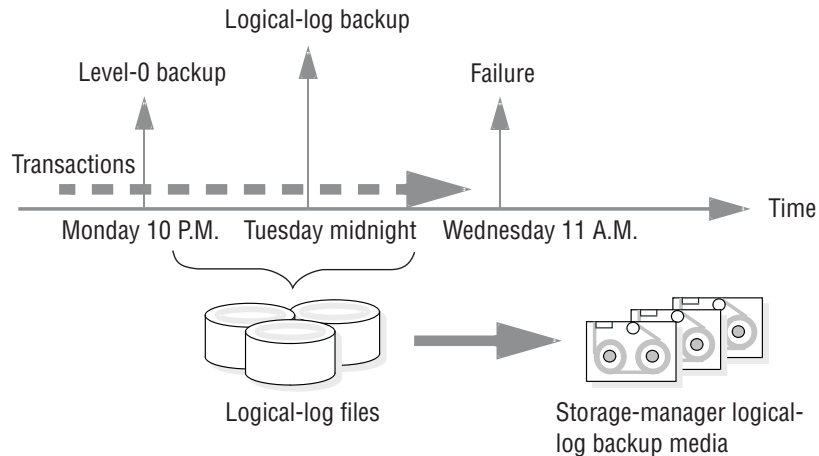 Logical-log backup
Level-0 backup
Failure
Transactions
Time
Monday 10 P.M.
Tuesday midnight
Wednesday 11 A.M.
Logical-log files
Storage-manager logical-
log backup media